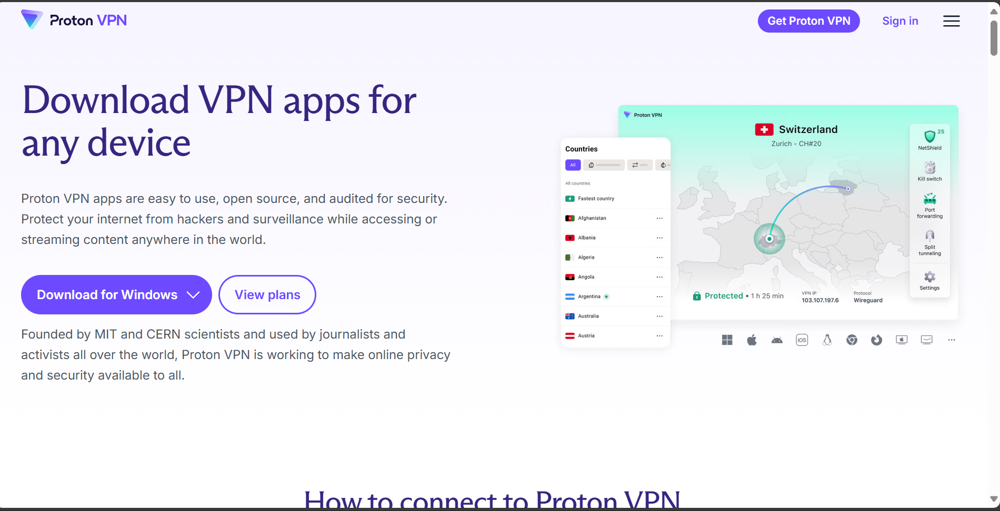 Proton VPN
Get Proton VPN
Sign in
Download VPN apps for
any device
Proton VPN apps are easy to use, open source, and audited for security.
Protect your internet from hackers and surveillance while accessing or
streaming content anywhere in the world.
Download for Windows
View plans
Founded by MIT and CERN scientists and used by journalists and
activists all over the world, Proton VPN is working to make online privacy
and security available to all.
Countries
All
All countries
Fastest country
Afghanistan
Albania
Algeria
Angola
Argentina
Australia
Austria
Proton VPN
Switzerland
Zurich - CH#20
25
NetShield
Kill switch
Port
forwarding
Split
tunneling
Settings
Protected • 1 h 25 min
VPN IP
103.107.197.6
Protocol
Wireguard
iOS
How to connect to Proton VPN